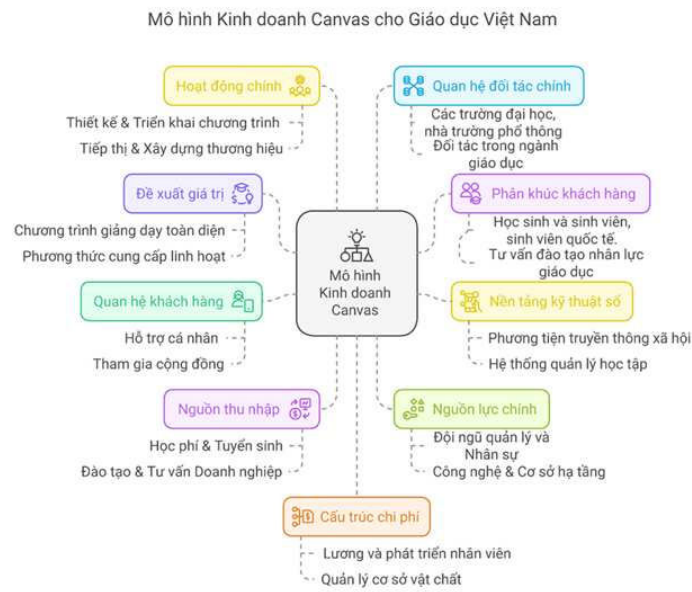 Mô hình Kinh doanh Canvas cho Giáo dục Việt Nam
Hoạt động chính
Thiết kế & Triển khai chương trình
Tiếp thị & Xây dựng thương hiệu
Quan hệ đối tác chính
Các trường đại học,
nhà trường phổ thông
Đối tác trong ngành
giáo dục
Đề xuất giá trị
Chương trình giảng dạy toàn diện
Phương thức cung cấp linh hoạt
Phân khúc khách hàng
Học sinh và sinh viên,
sinh viên quốc tế.
Tư vấn đào tạo nhân lực
giáo dục
Mô hình
Kinh doanh
Canvas
Quan hệ khách hàng
Hỗ trợ cá nhân
Tham gia cộng đồng
Nền tảng kỹ thuật số
Phương tiện truyền thông xã hội
Hệ thống quản lý học tập
Nguồn thu nhập
Học phí & Tuyển sinh
Đào tạo & Tư vấn Doanh nghiệp
Nguồn lực chính
Đội ngũ quản lý và
Nhân sự
Công nghệ & Cơ sở hạ tầng
Cấu trúc chi phí
Lương và phát triển nhân viên
Quản lý cơ sở vật chất